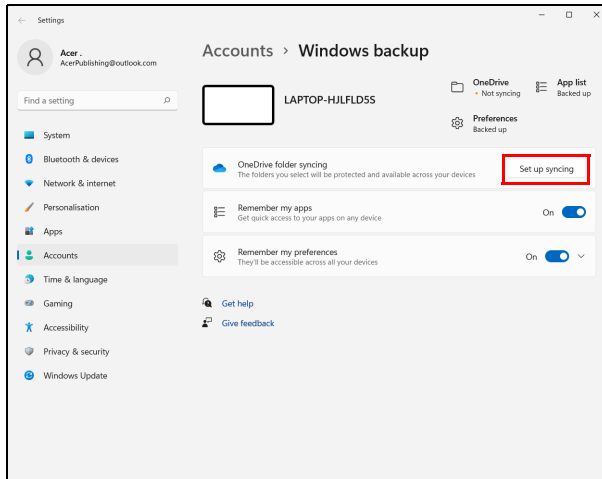 Settings
Acer .
AcerPublishing@outlook.com
Find a setting
System
Bluetooth & devices
Network & internet
Personalisation
Apps
Accounts
Time & language
Gaming
Accessibility
Privacy & security
Windows Update
Accounts > Windows backup
LAPTOP-HJLFLD5S
OneDrive
• Not syncing
App list
Backed up
Preferences
Backed up
OneDrive folder syncing
The folders you select will be protected and available across your devices
Set up syncing
Remember my apps
Get quick access to your apps on any device
On
Remember my preferences
They'll be accessible across all your devices
On
Get help
Give feedback